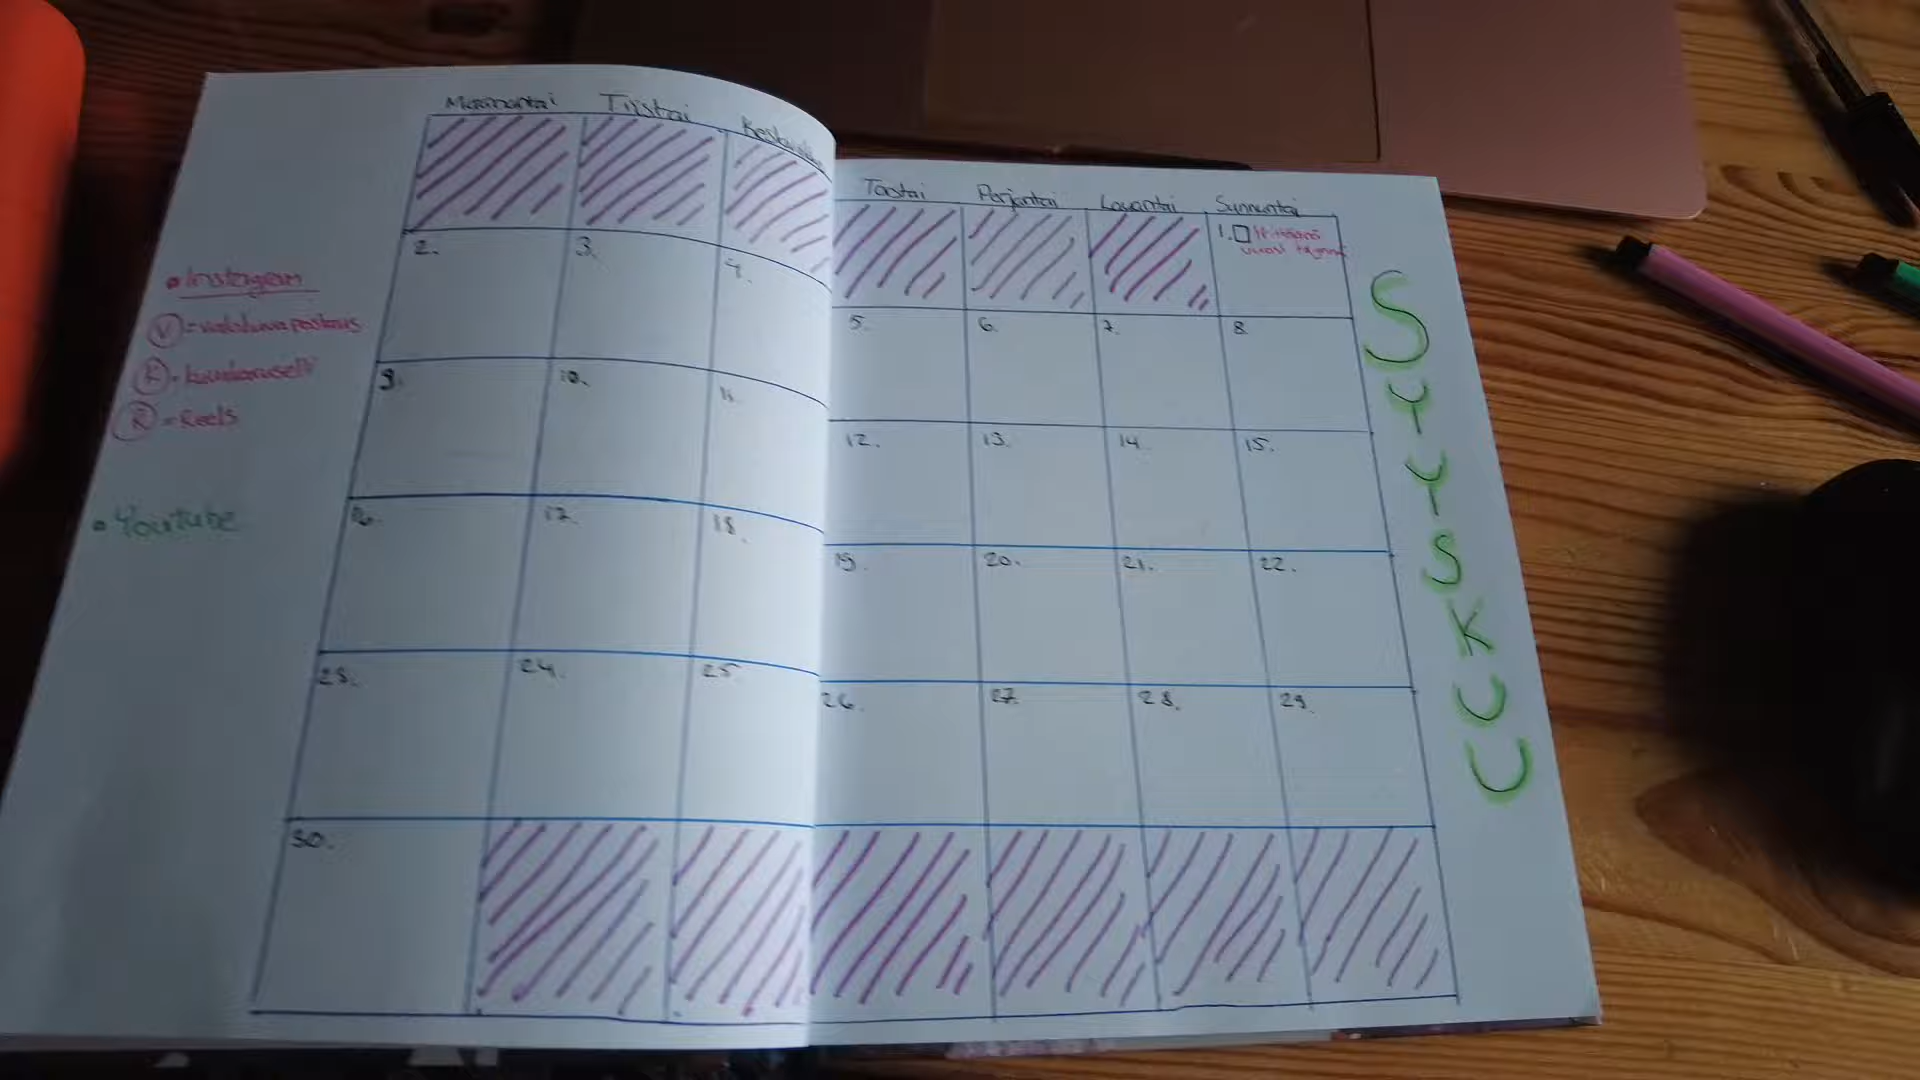 Maanantai Tiistai Keskiviikko Torstai Perjantai Lauantai Sunnuntai
1.
2. 3. 4. 5. 6. 7. 8.
9. 10. 11. 12. 13. 14. 15.
16. 17. 18. 19. 20. 21. 22.
23. 24. 25. 26. 27. 28. 29.
30.
• Instagram
V = postaus
K =
R = Reels
• Youtube
SYYSKUU